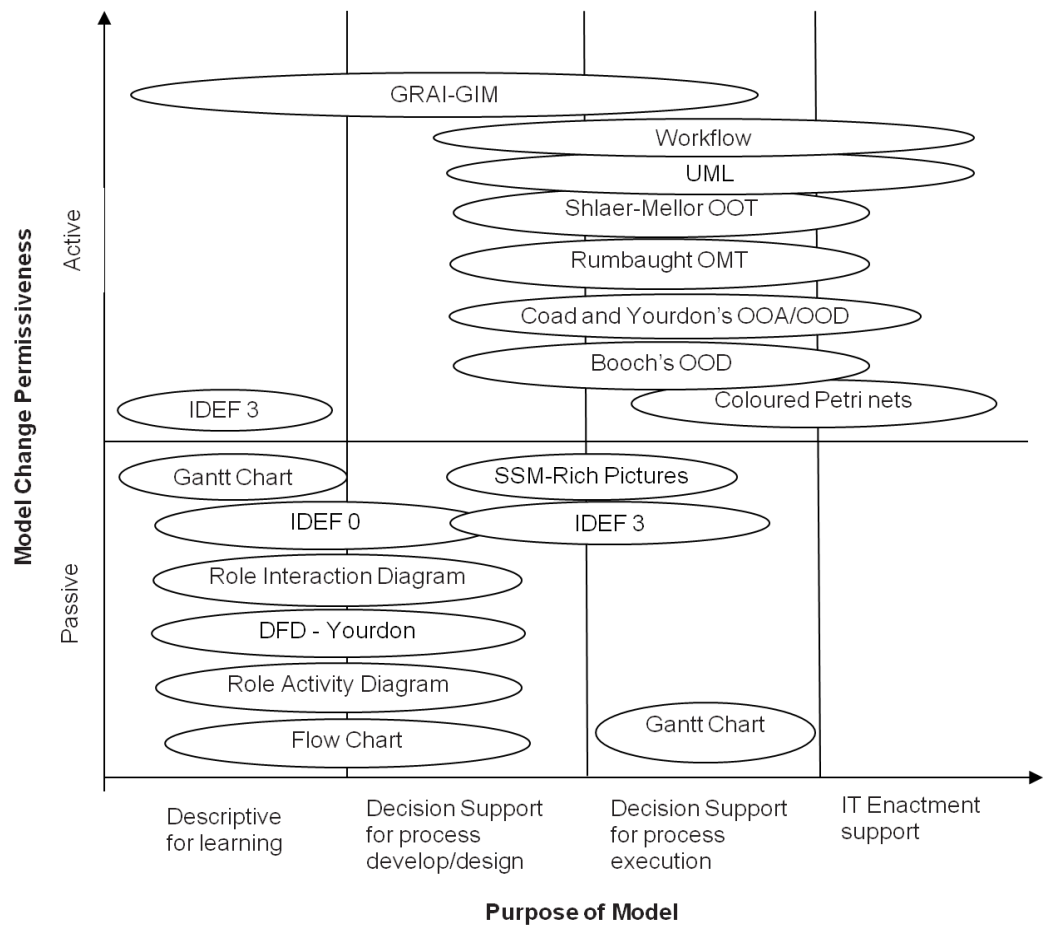 GRAI-GIM
Workflow
UML
Shlaer-Mellor OOT
Rumbaught OMT
Coad and Yourdon's OOA/OOD
Booch's OOD
Coloured Petri nets
IDEF 3
Gantt Chart
SSM-Rich Pictures
IDEF 0
IDEF 3
Role Interaction Diagram
DFD - Yourdon
Role Activity Diagram
Flow Chart
Gantt Chart
Model Change Permissiveness
Active
Passive
Descriptive
for learning
Decision Support
for process
develop/design
Decision Support
for process
execution
IT Enactment
support
Purpose of Model